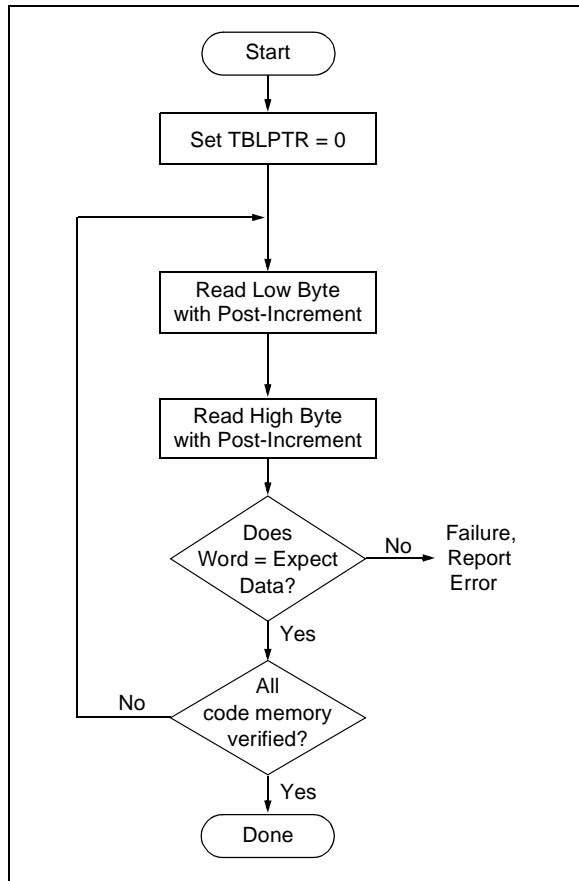 Start
Set TBLPTR = 0
Read Low Byte
with Post-Increment
Read High Byte
with Post-Increment
Does
Word = Expect
Data?
No
Failure,
Report
Error
Yes
All
code memory
verified?
No
Yes
Done